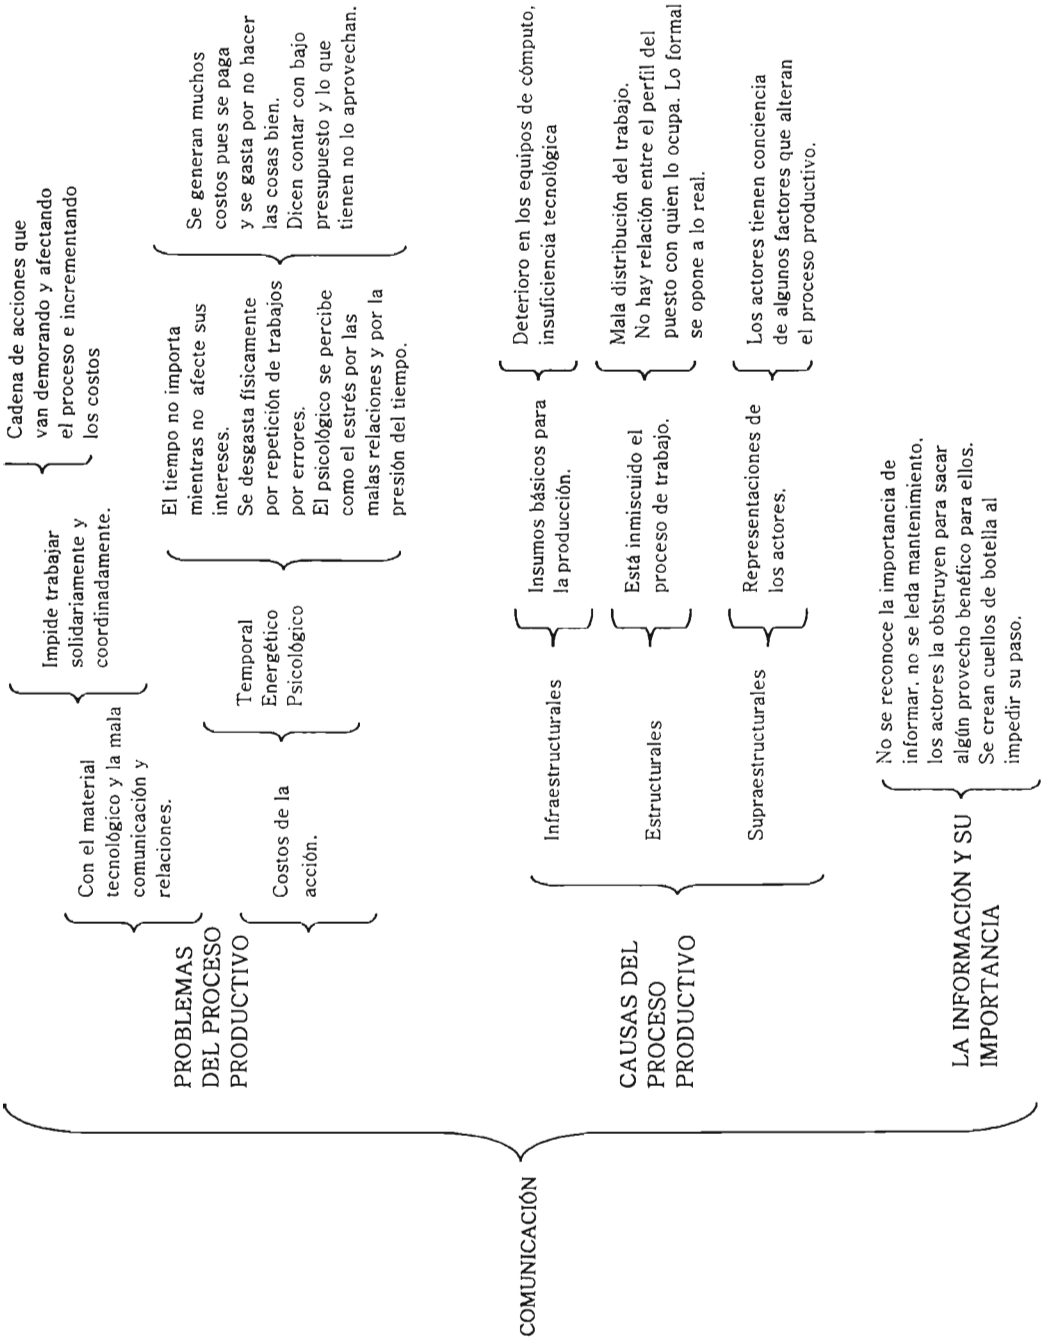 COMUNICACIÓN
PROBLEMAS
DEL PROCESO
PRODUCTIVO
Con el material
tecnológico y la mala
comunicación y
relaciones.
Impide trabajar
solidariamente y
coordinadamente.
Cadena de acciones que
van demorando y afectando
el proceso e incrementando
los costos
Costos de la
acción.
Temporal
Energético
Psicológico
El tiempo no importa
mientras no afecte sus
intereses.
Se desgasta físicamente
por repetición de trabajos
por errores.
El psicológico se percibe
como el estrés por las
malas relaciones y por la
presión del tiempo.
Se generan muchos
costos pues se paga
y se gasta por no hacer
las cosas bien.
Dicen contar con bajo
presupuesto y lo que
tienen no lo aprovechan.
CAUSAS DEL
PROCESO
PRODUCTIVO
Infraestructurales
Insumos básicos para
la producción.
Deterioro en los equipos de cómputo,
insuficiencia tecnológica
Estructurales
Está inmiscuido el
proceso de trabajo.
Mala distribución del trabajo.
No hay relación entre el perfil del
puesto con quien lo ocupa. Lo formal
se opone a lo real.
Supraestructurales
Representaciones de
los actores.
Los actores tienen conciencia
de algunos factores que alteran
el proceso productivo.
LA INFORMACIÓN Y SU
IMPORTANCIA
No se reconoce la importancia de
informar. no se leda mantenimiento.
los actores la obstruyen para sacar
algún provecho benéfico para ellos.
Se crean cuellos de botella al
impedir su paso.